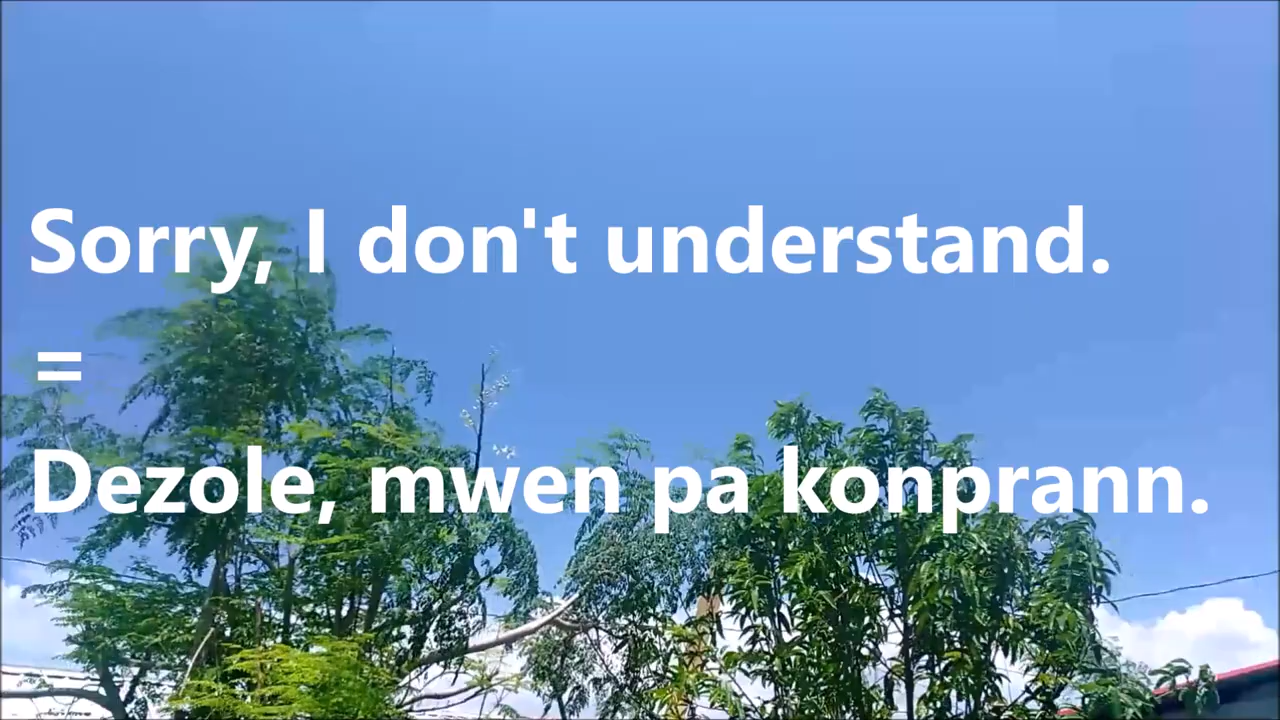 Sorry, I don't understand.
=
Dezole, mwen pa konprann.